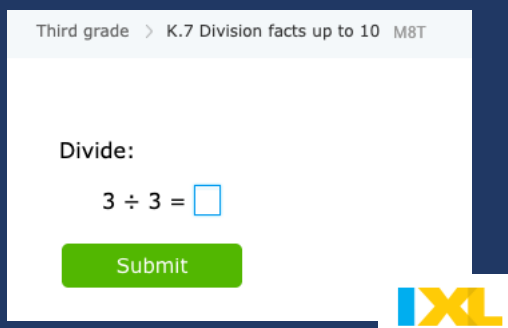 Third grade > K.7 Division facts up to 10 M8T
Divide:
3 ÷ 3 =
Submit
IXL